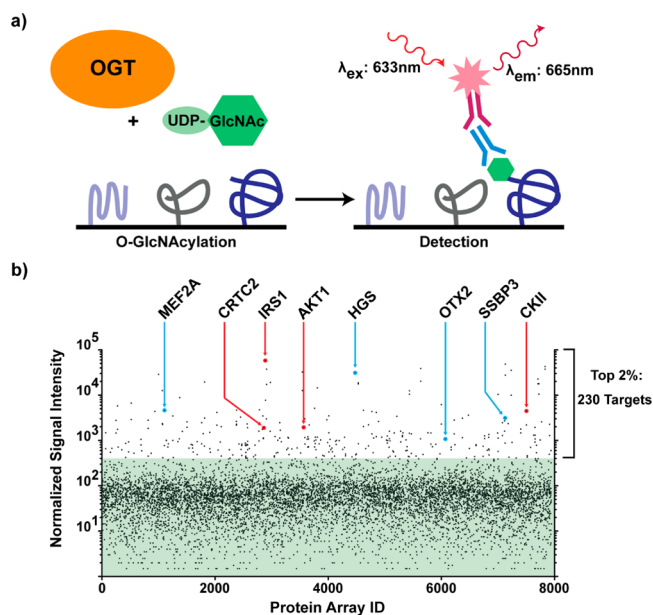 a)
OGT
+
UDP-GlcNAc
O-GlcNAcylation
λex: 633nm
λem: 665nm
Detection
b)
MEF2A
CRTC2
IRS1
AKT1
HGS
OTX2
SSBP3
CKII
Normalized Signal Intensity
10^5
10^4
10^3
10^2
10^1
0
2000
4000
6000
8000
Protein Array ID
Top 2%:
230 Targets